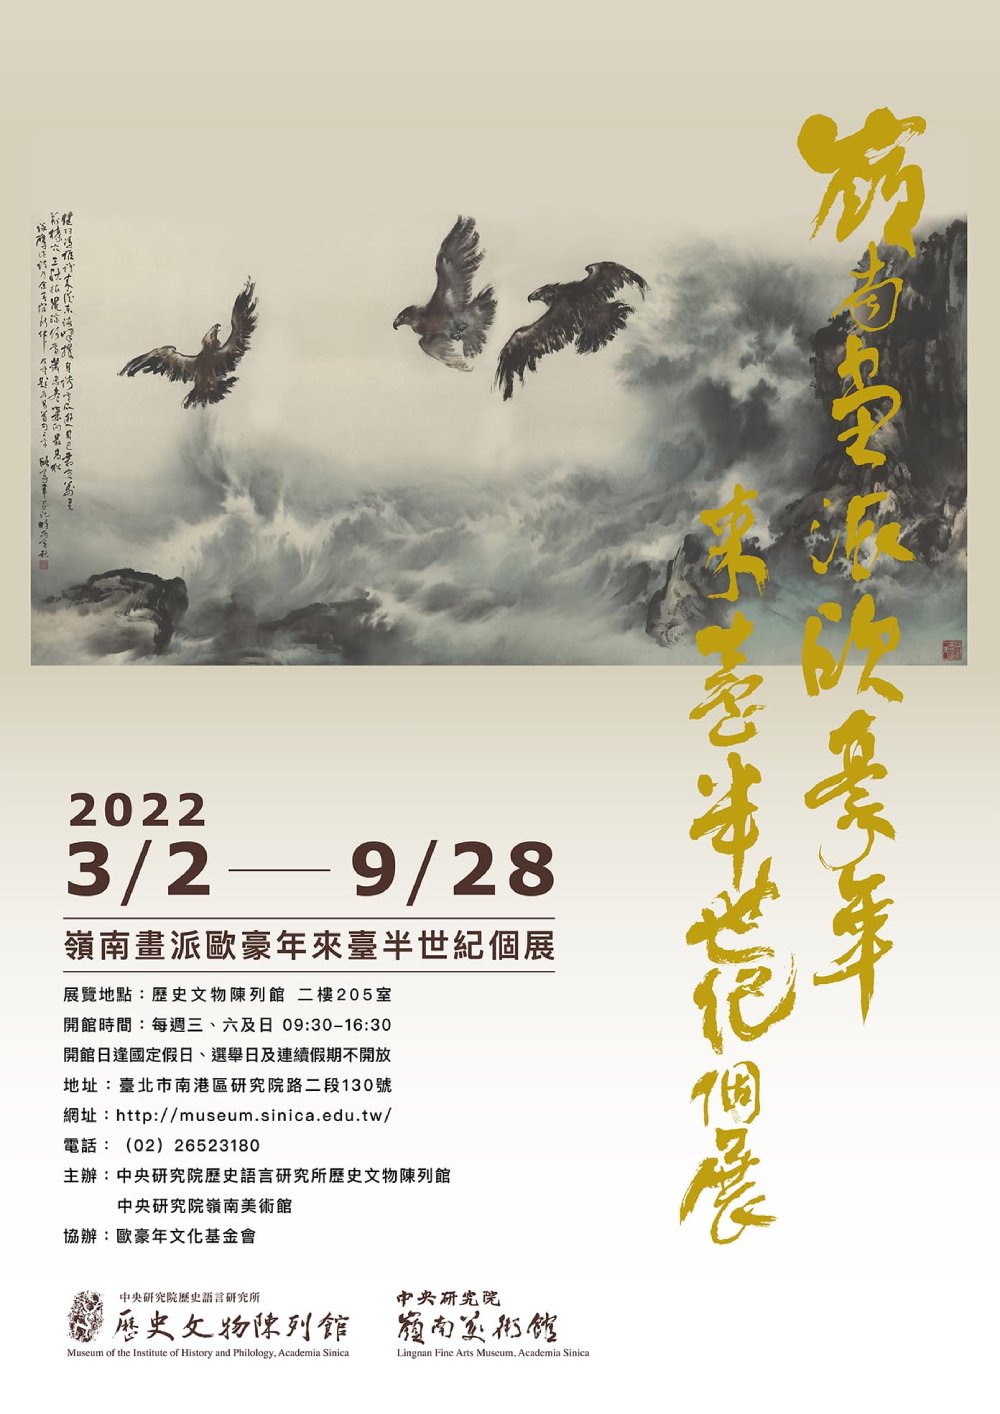 嶺南畫派歐豪年
來臺半世紀個展
2022
3/2 — 9/28
嶺南畫派歐豪年來臺半世紀個展
展覽地點：歷史文物陳列館 二樓205室
開館時間：每週三、六及日 09:30-16:30
開館日逢國定假日、選舉日及連續假期不開放
地址：臺北市南港區研究院路二段130號
網址：http://museum.sinica.edu.tw/
電話：（02）26523180
主辦：中央研究院歷史語言研究所歷史文物陳列館
中央研究院嶺南美術館
協辦：歐豪年文化基金會
中央研究院歷史語言研究所
歷史文物陳列館
Museum of the Institute of History and Philology, Academia Sinica
中央研究院
嶺南美術館
Lingnan Fine Arts Museum, Academia Sinica